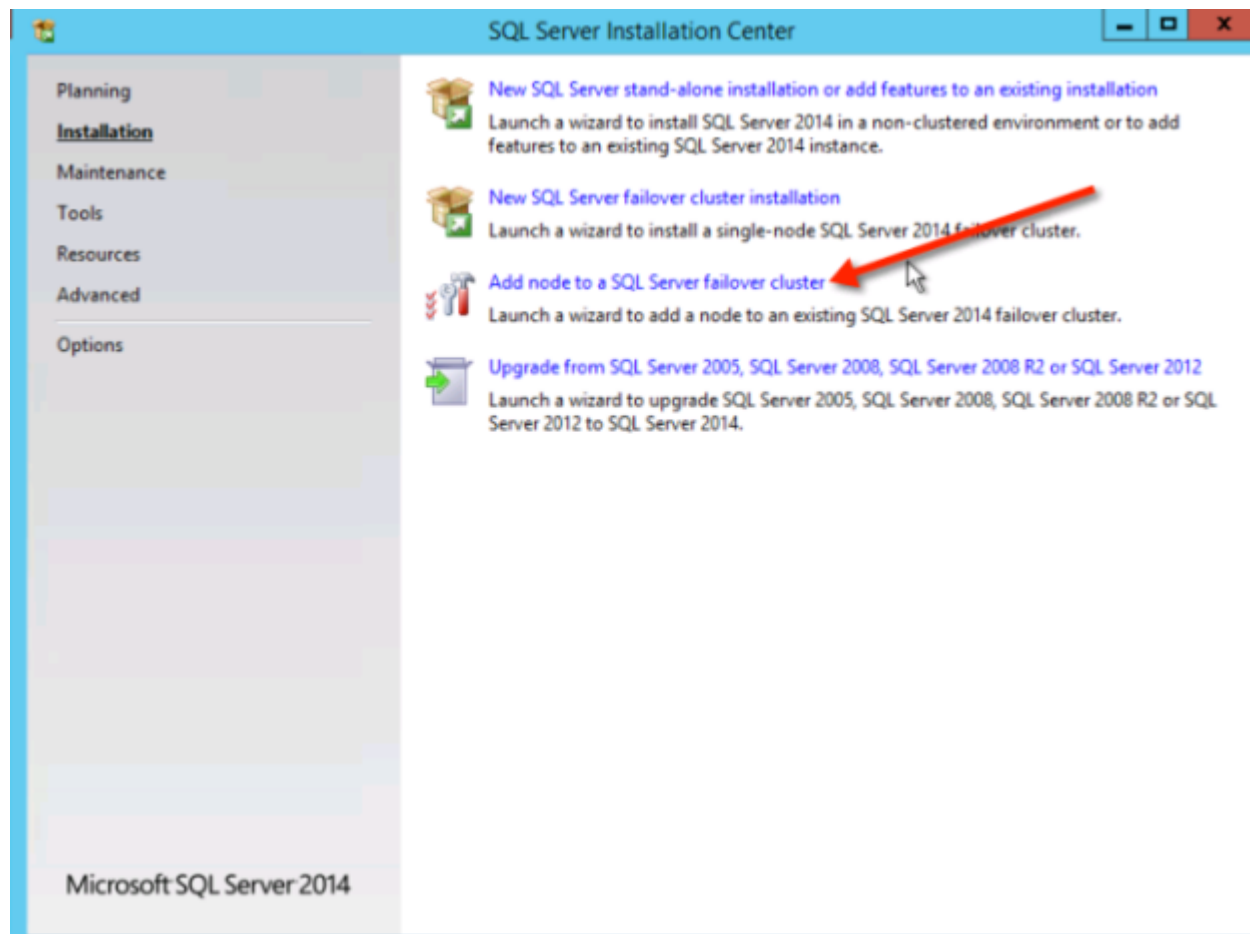 SQL Server Installation Center
Planning
Installation
Maintenance
Tools
Resources
Advanced
Options
New SQL Server stand-alone installation or add features to an existing installation
Launch a wizard to install SQL Server 2014 in a non-clustered environment or to add
features to an existing SQL Server 2014 instance.
New SQL Server failover cluster installation
Launch a wizard to install a single-node SQL Server 2014 failover cluster.
Add node to a SQL Server failover cluster
Launch a wizard to add a node to an existing SQL Server 2014 failover cluster.
Upgrade from SQL Server 2005, SQL Server 2008, SQL Server 2008 R2 or SQL Server 2012
Launch a wizard to upgrade SQL Server 2005, SQL Server 2008, SQL Server 2008 R2 or SQL
Server 2012 to SQL Server 2014.
Microsoft SQL Server 2014